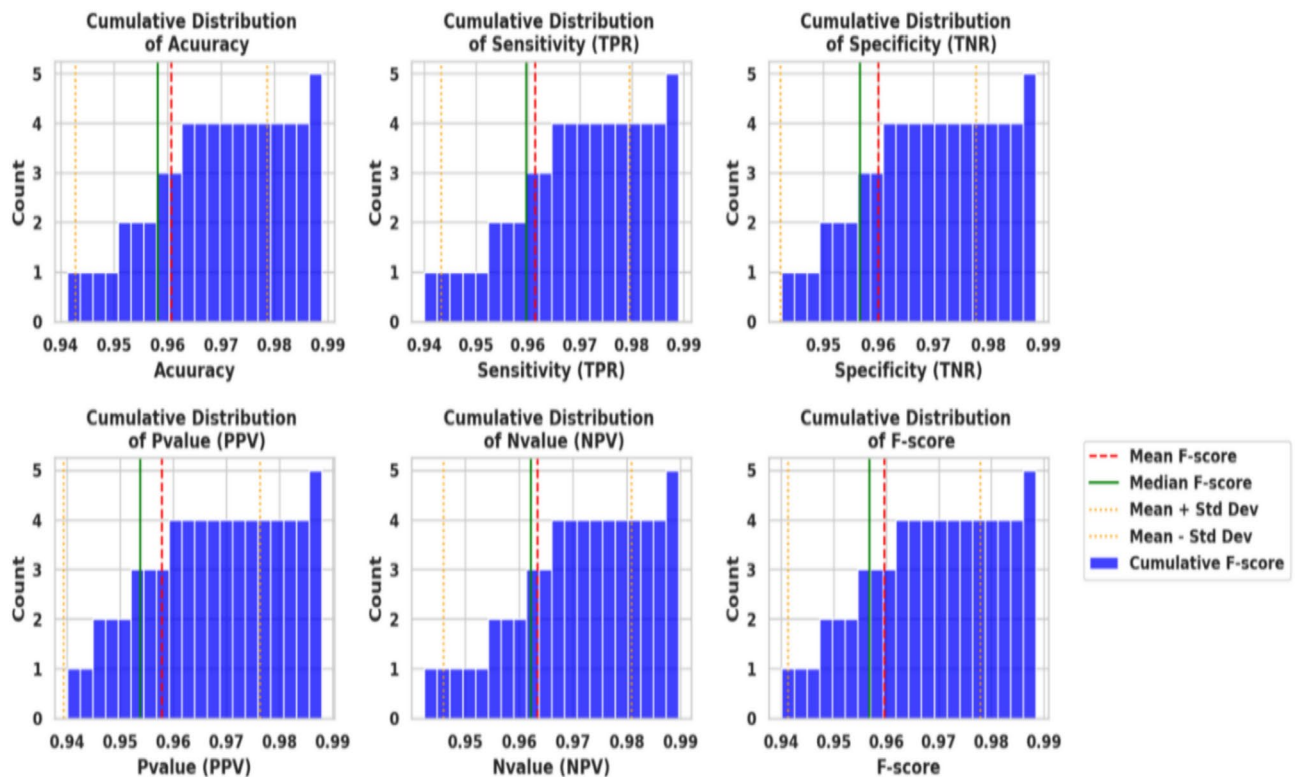 Cumulative Distribution
of Acuuracy
Cumulative Distribution
of Sensitivity (TPR)
Cumulative Distribution
of Specificity (TNR)
5
4
3
2
1
0
Count
0.94 0.95 0.96 0.97 0.98 0.99
Acuuracy
5
4
3
2
1
0
Count
0.94 0.95 0.96 0.97 0.98 0.99
Sensitivity (TPR)
5
4
3
2
1
0
Count
0.95 0.96 0.97 0.98 0.99
Specificity (TNR)
Cumulative Distribution
of Pvalue (PPV)
Cumulative Distribution
of Nvalue (NPV)
Cumulative Distribution
of F-score
5
4
3
2
1
0
Count
0.94 0.95 0.96 0.97 0.98 0.99
Pvalue (PPV)
5
4
3
2
1
0
Count
0.95 0.96 0.97 0.98 0.99
Nvalue (NPV)
5
4
3
2
1
0
Count
0.94 0.95 0.96 0.97 0.98 0.99
F-score
Mean F-score
Median F-score
Mean + Std Dev
Mean - Std Dev
Cumulative F-score